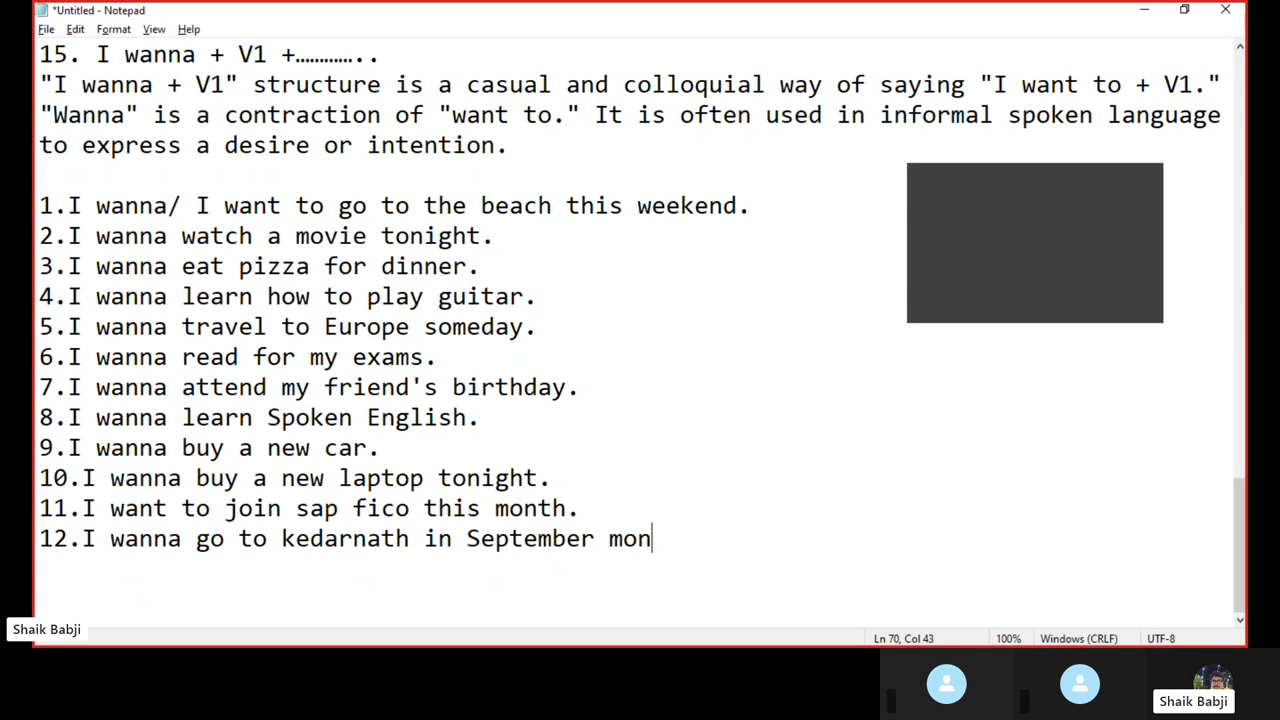 *Untitled - Notepad
File Edit Format View Help
15. I wanna + V1 +…………..
"I wanna + V1" structure is a casual and colloquial way of saying "I want to + V1."
"Wanna" is a contraction of "want to." It is often used in informal spoken language
to express a desire or intention.
1.I wanna/ I want to go to the beach this weekend.
2.I wanna watch a movie tonight.
3.I wanna eat pizza for dinner.
4.I wanna learn how to play guitar.
5.I wanna travel to Europe someday.
6.I wanna read for my exams.
7.I wanna attend my friend's birthday.
8.I wanna learn Spoken English.
9.I wanna buy a new car.
10.I wanna buy a new laptop tonight.
11.I want to join sap fico this month.
12.I wanna go to kedarnath in September mon
Shaik Babji
Ln 70, Col 43 100% Windows (CRLF) UTF-8
Shaik Babji